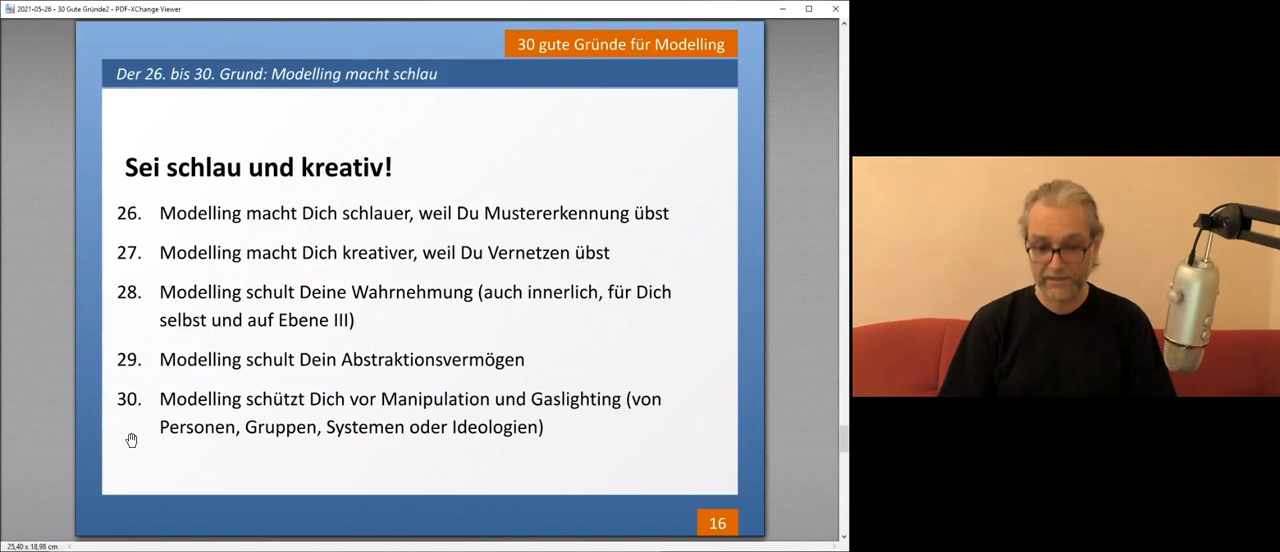 2021-05-26 - 30 Gute Gründe2 - PDF-XChange Viewer
30 gute Gründe für Modelling
Der 26. bis 30. Grund: Modelling macht schlau
Sei schlau und kreativ!
26. Modelling macht Dich schlauer, weil Du Mustererkennung übst
27. Modelling macht Dich kreativer, weil Du Vernetzen übst
28. Modelling schult Deine Wahrnehmung (auch innerlich, für Dich
selbst und auf Ebene III)
29. Modelling schult Dein Abstraktionsvermögen
30. Modelling schützt Dich vor Manipulation und Gaslighting (von
Personen, Gruppen, Systemen oder Ideologien)
16
25,40 x 18,98 cm